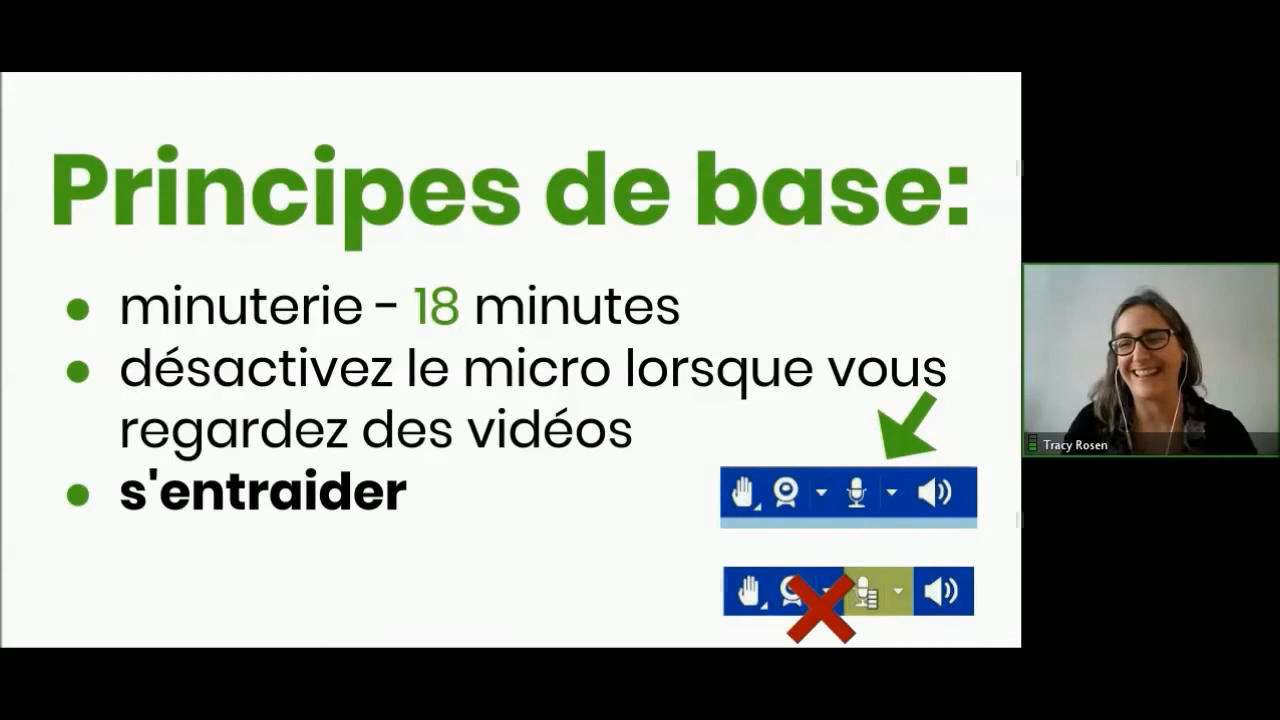 Principes de base:
minuterie - 18 minutes
désactivez le micro lorsque vous
regardez des vidéos
s'entraider
Tracy Rosen